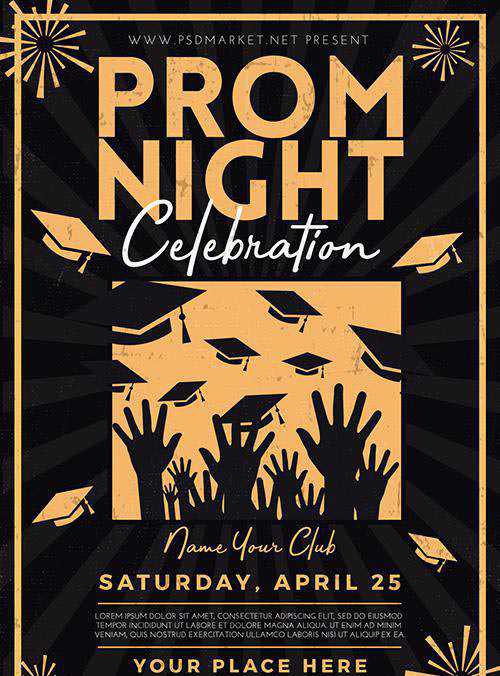 WWW.PSDMARKET.NET PRESENT
PROM
NIGHT
Celebration
Name Your Club
SATURDAY, APRIL 25
LOREM IPSUM DOLOR SIT AMET, CONSECTETUR ADIPISCING ELIT, SED DO EIUSMOD
TEMPOR INCIDIDUNT UT LABORE ET DOLORE MAGNA ALIQUA. UT ENIM AD MINIM
VENIAM, QUIS NOSTRUD EXERCITATION ULLAMCO LABORIS NISI UT ALIQUIP EX EA
YOUR PLACE HERE